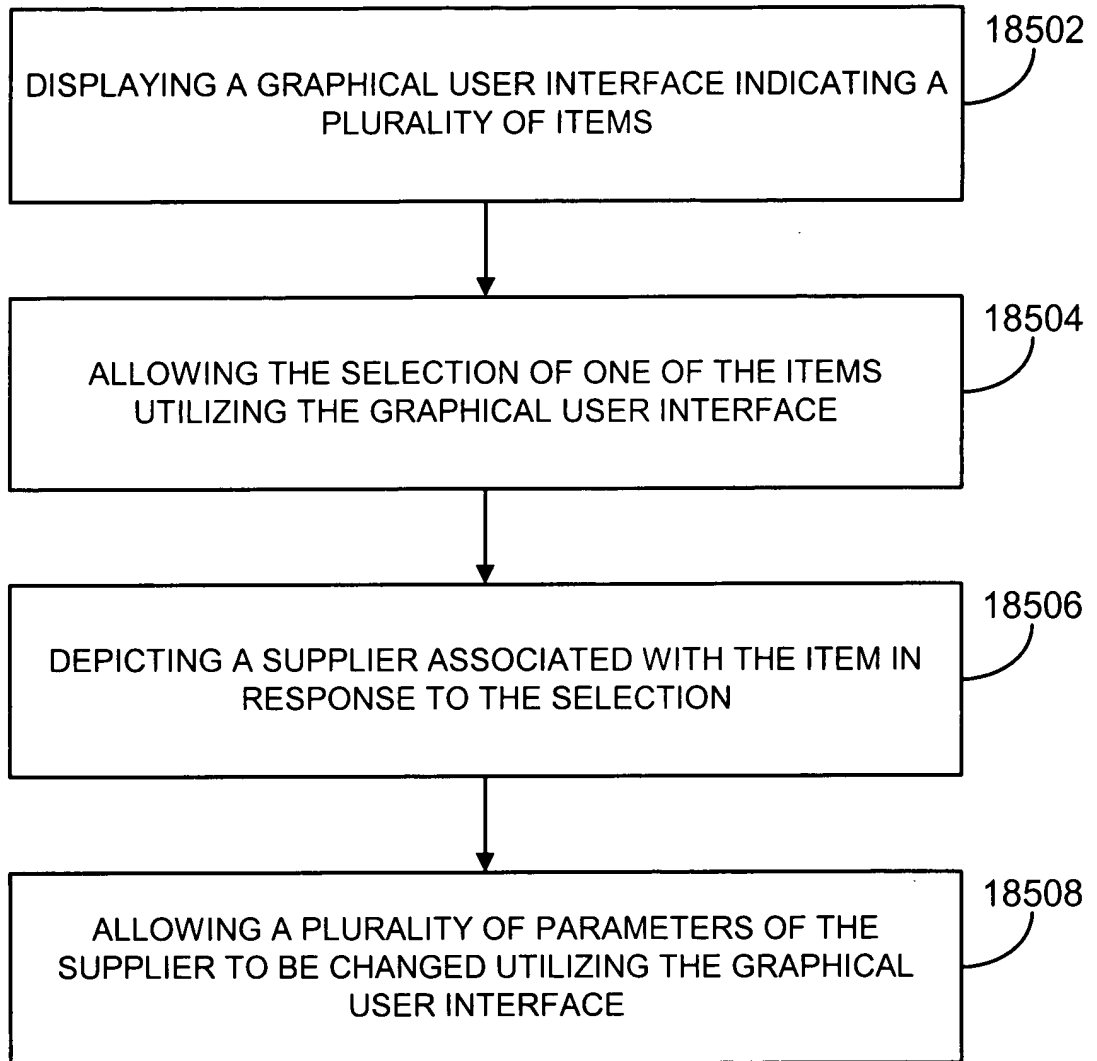 18502
DISPLAYING A GRAPHICAL USER INTERFACE INDICATING A
PLURALITY OF ITEMS
18504
ALLOWING THE SELECTION OF ONE OF THE ITEMS
UTILIZING THE GRAPHICAL USER INTERFACE
18506
DEPICTING A SUPPLIER ASSOCIATED WITH THE ITEM IN
RESPONSE TO THE SELECTION
18508
ALLOWING A PLURALITY OF PARAMETERS OF THE
SUPPLIER TO BE CHANGED UTILIZING THE GRAPHICAL
USER INTERFACE